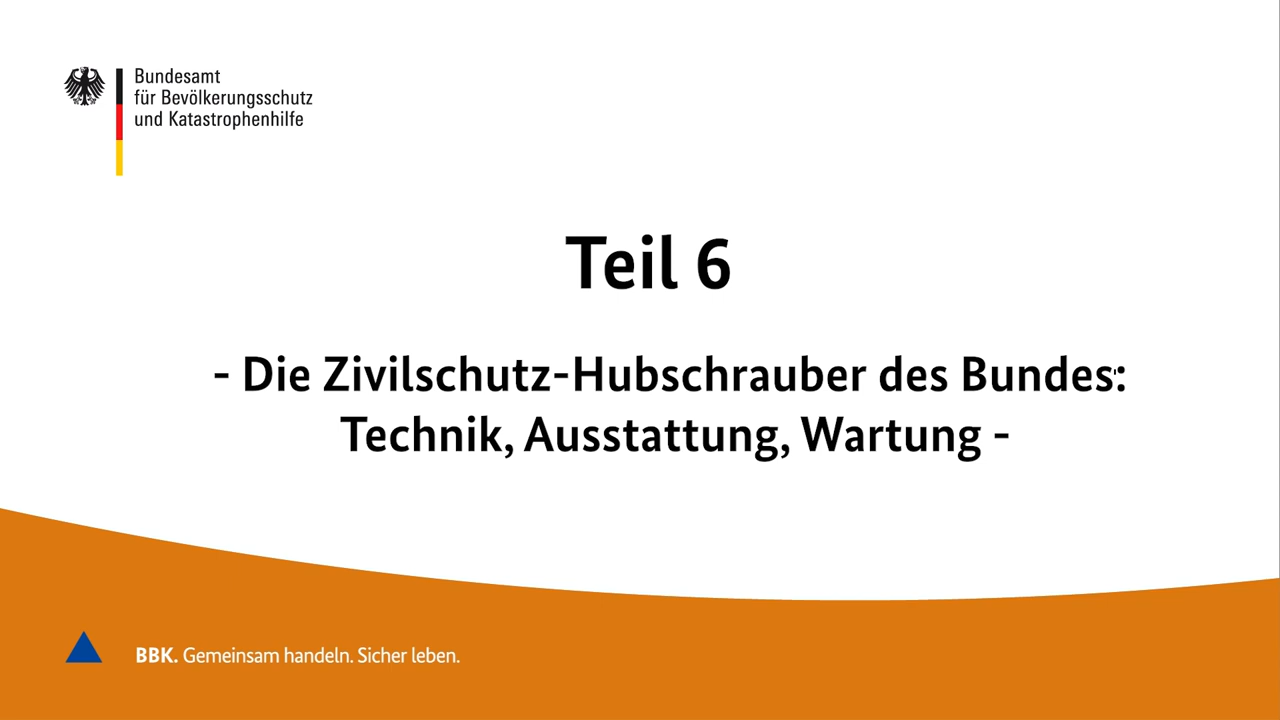 Bundesamt
für Bevölkerungsschutz
und Katastrophenhilfe
Teil 6
- Die Zivilschutz-Hubschrauber des Bundes:
Technik, Ausstattung, Wartung -
BBK. Gemeinsam handeln. Sicher leben.